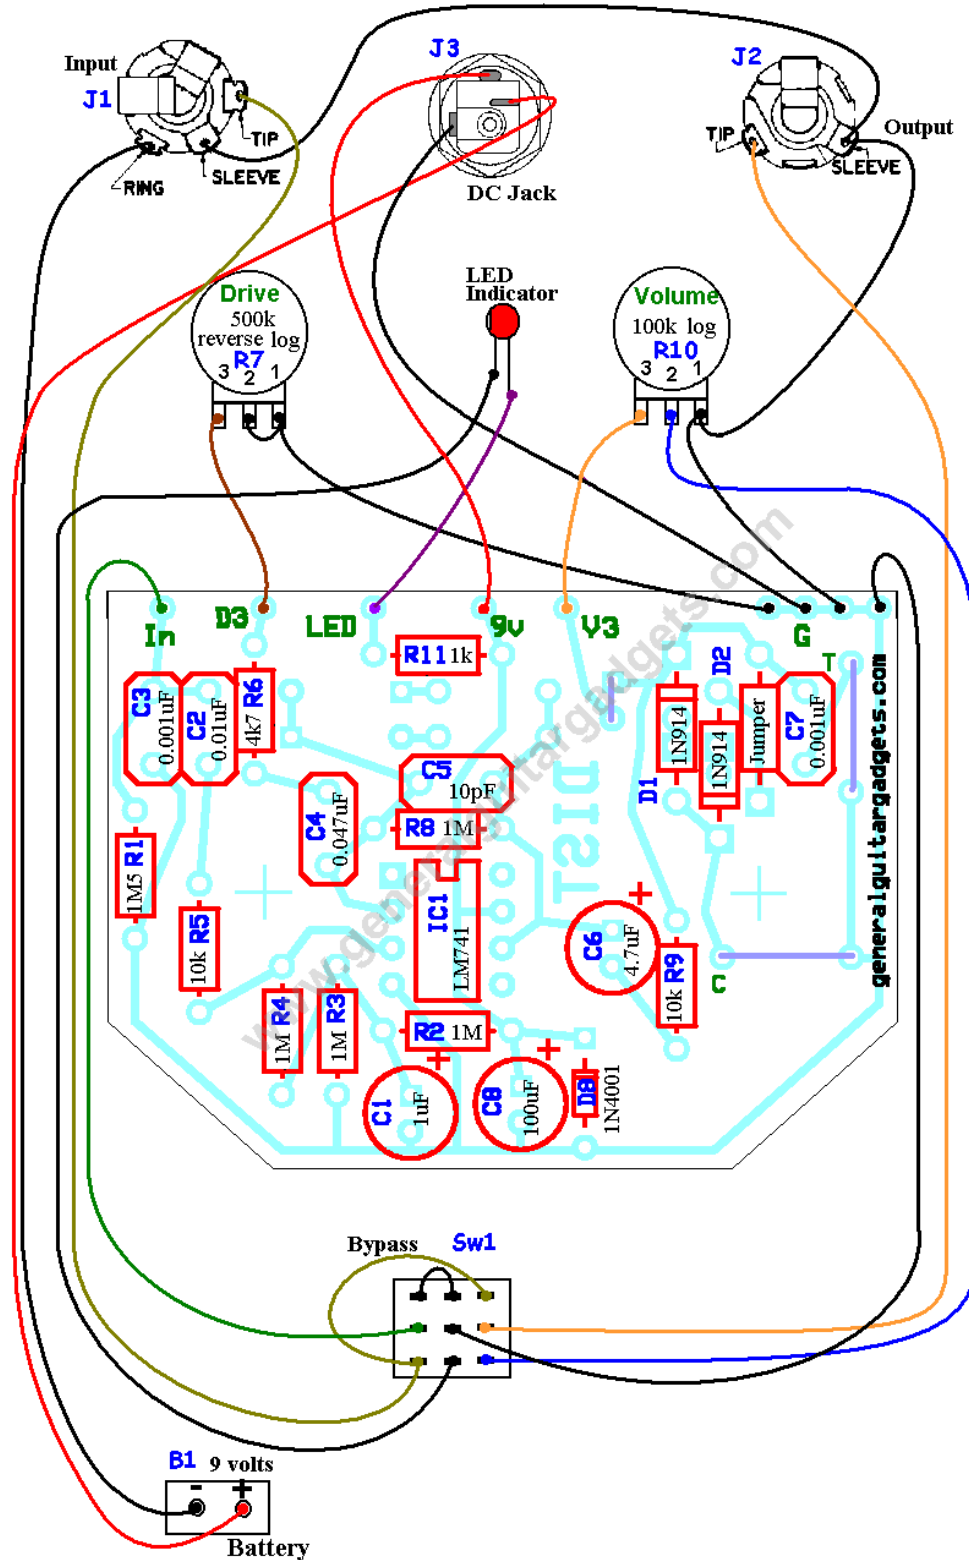 Input
J1
TIP
RING
SLEEVE
J3
DC Jack
J2
TIP
Output
SLEEVE
LED
Indicator
Drive
500k
reverse log
R7
3 2 1
Volume
100k log
R10
3 2 1
In
D3
LED
9v
V3
G
T
C3
0.001uF
C2
0.01uF
R6
4k7
R11 1k
D2
D1
1N914
1N914
Jumper
C7
0.001uF
C5
10pF
C4
0.047uF
R8 1M
R1
1M5
R5
10k
IC1
LM741
DIST
C6
4.7uF
+
R9
10k
C
R4
1M
R3
1M
R2 1M
C1
1uF
+
C8
100uF
+
D8
1N4001
generalguitargadgets.com
www.generalguitargadgets.com
Bypass
Sw1
B1 9 volts
- +
Battery